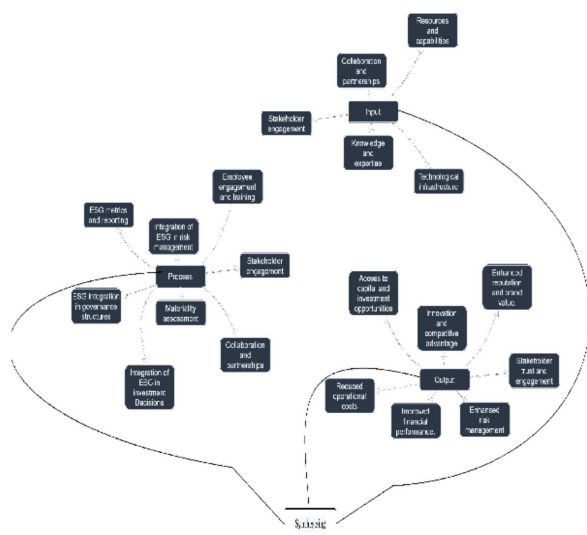 Resources
and
capabilities
Collaboration
and
partnerships
Input
Stakeholder
engagement
Knowledge
and
expertise
Technological
infrastructure
Employee
engagement
and training
ESG metrics
and reporting
Integration of
ESG in risk
management
Stakeholder
engagement
Process
ESG Integration
in governance
structures
Materiality
assessment
Collaboration
and
partnerships
Integration of
ESG in
investment
Decisions
Access to
capital and
investment
opportunities
Enhanced
reputation
and brand
value.
Innovation
and
competitive
advantage
Stakeholder
trust and
engagement
Output
Reduced
operational
costs
Improved
financial
performance.
Enhanced
risk
management